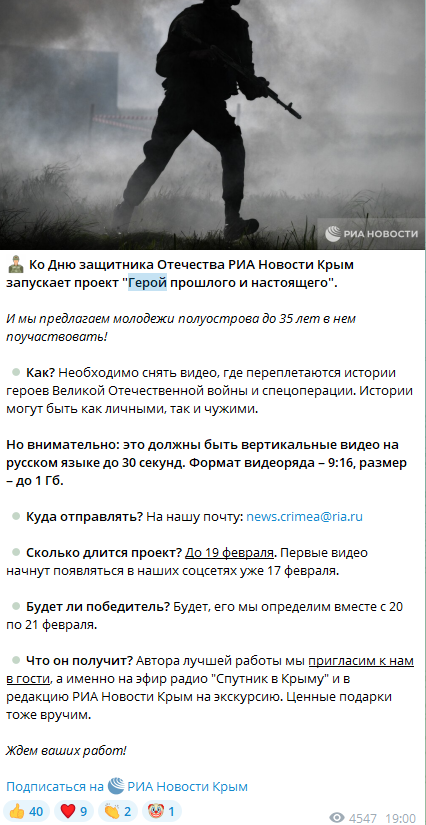 РИА НОВОСТИ
Ко Дню защитника Отечества РИА Новости Крым
запускает проект "Герой прошлого и настоящего".
И мы предлагаем молодежи полуострова до 35 лет в нем
поучаствовать!
Как? Необходимо снять видео, где переплетаются истории
героев Великой Отечественной войны и спецоперации. Истории
могут быть как личными, так и чужими.
Но внимательно: это должны быть вертикальные видео на
русском языке до 30 секунд. Формат видеоряда – 9:16, размер
– до 1 Гб.
Куда отправлять? На нашу почту: news.crimea@ria.ru
Сколько длится проект? До 19 февраля. Первые видео
начнут появляться в наших соцсетях уже 17 февраля.
Будет ли победитель? Будет, его мы определим вместе с 20
по 21 февраля.
Что он получит? Автора лучшей работы мы пригласим к нам
в гости, а именно на эфир радио "Спутник в Крыму" и в
редакцию РИА Новости Крым на экскурсию. Ценные подарки
тоже вручим.
Ждем ваших работ!
Подписаться на РИА Новости Крым
40 9 2 1
4547 19:00